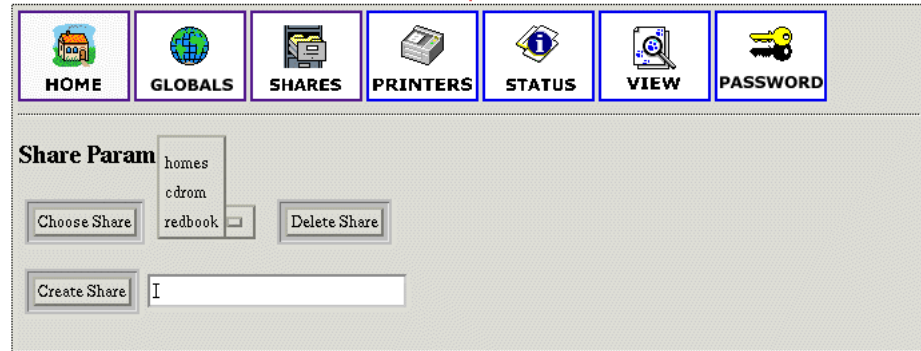 HOME GLOBALS SHARES PRINTERS STATUS VIEW PASSWORD
Share Param
homes
cdrom
Choose Share redbook Delete Share
Create Share